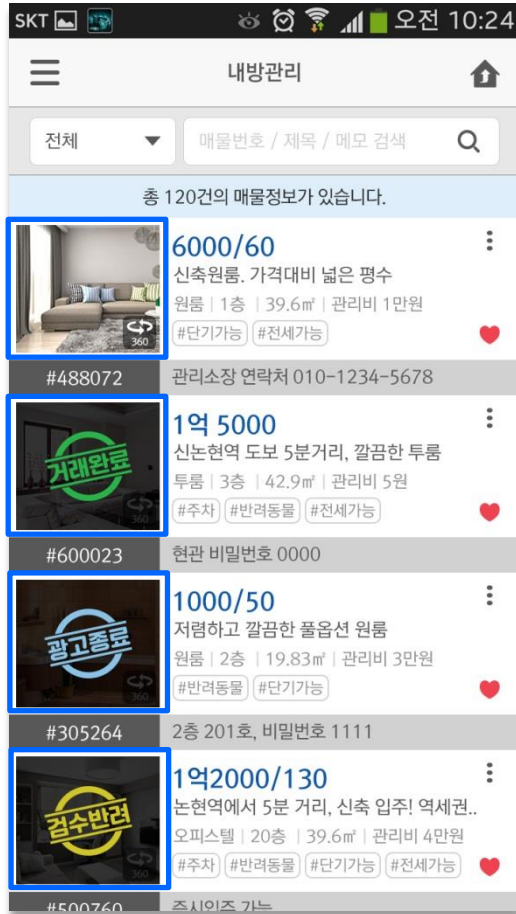 SKT 오전 10:24
내방관리
전체 매물번호 / 제목 / 메모 검색
총 120건의 매물정보가 있습니다.
6000/60
신축원룸. 가격대비 넓은 평수
원룸 | 1층 | 39.6㎡ | 관리비 1만원
360 #단기가능 #전세가능
#488072 관리소장 연락처 010-1234-5678
1억 5000
신논현역 도보 5분거리, 깔끔한 투룸
거래완료
투룸 | 3층 | 42.9㎡ | 관리비 5원
360 #주차 #반려동물 #전세가능
#600023 현관 비밀번호 0000
1000/50
저렴하고 깔끔한 풀옵션 원룸
광고종료
원룸 | 2층 | 19.83㎡ | 관리비 3만원
360 #반려동물 #단기가능
#305264 2층 201호, 비밀번호 1111
1억2000/130
논현역에서 5분 거리, 신축 입주! 역세권..
검수반려
오피스텔 | 20층 | 39.6㎡ | 관리비 4만원
360 #주차 #반려동물 #단기가능 #전세가능
#500760 즉시입주 가능